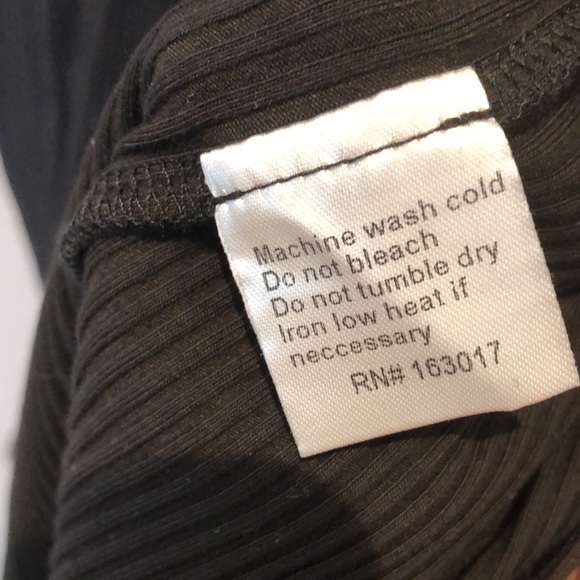 Machine wash cold
Do not bleach
Do not tumble dry
Iron low heat if
neccessary
RN# 163017